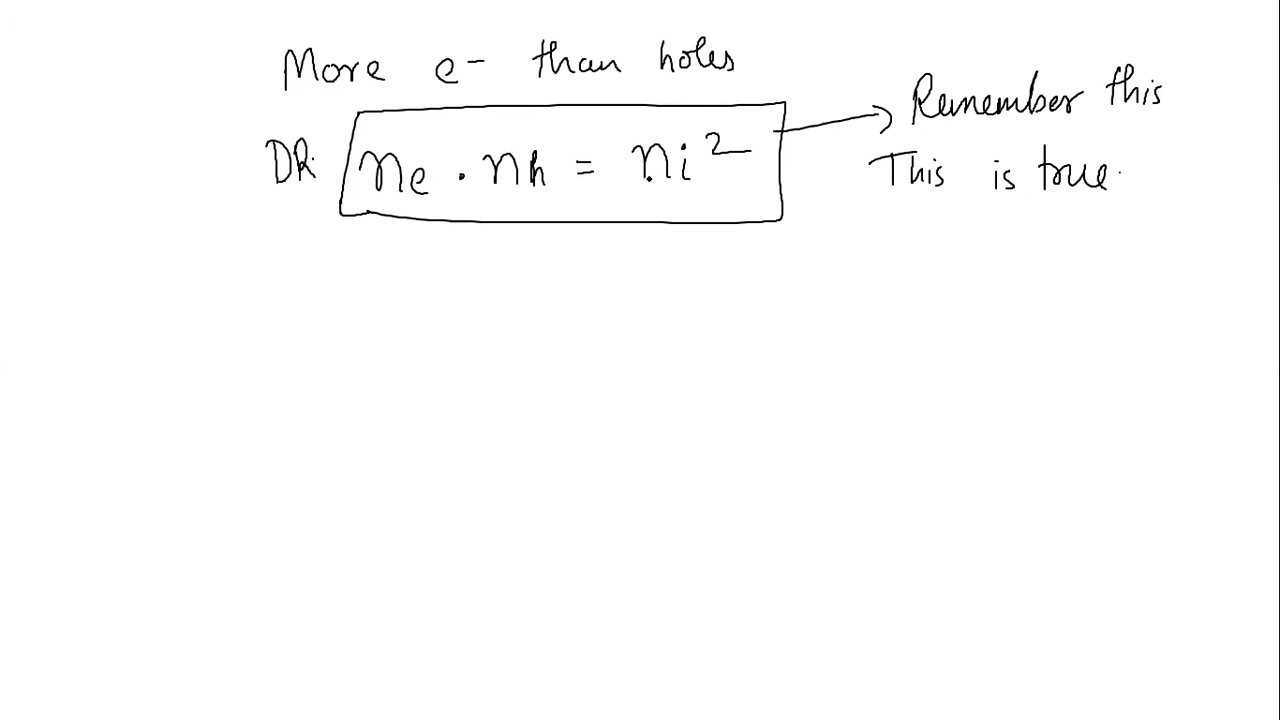 More e- than holes
DR. ne . nh = ni²
Remember this
This is true.